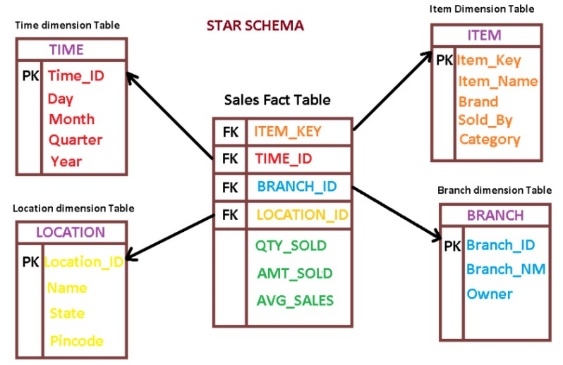 STAR SCHEMA
Time dimension Table
TIME
PK Time_ID
Day
Month
Quarter
Year
Item Dimension Table
ITEM
PK Item_Key
Item_Name
Brand
Sold_By
Category
Sales Fact Table
FK ITEM_KEY
FK TIME_ID
FK BRANCH_ID
FK LOCATION_ID
QTY_SOLD
AMT_SOLD
AVG_SALES
Location dimension Table
LOCATION
PK Location_ID
Name
State
Pincode
Branch dimension Table
BRANCH
PK Branch_ID
Branch_NM
Owner